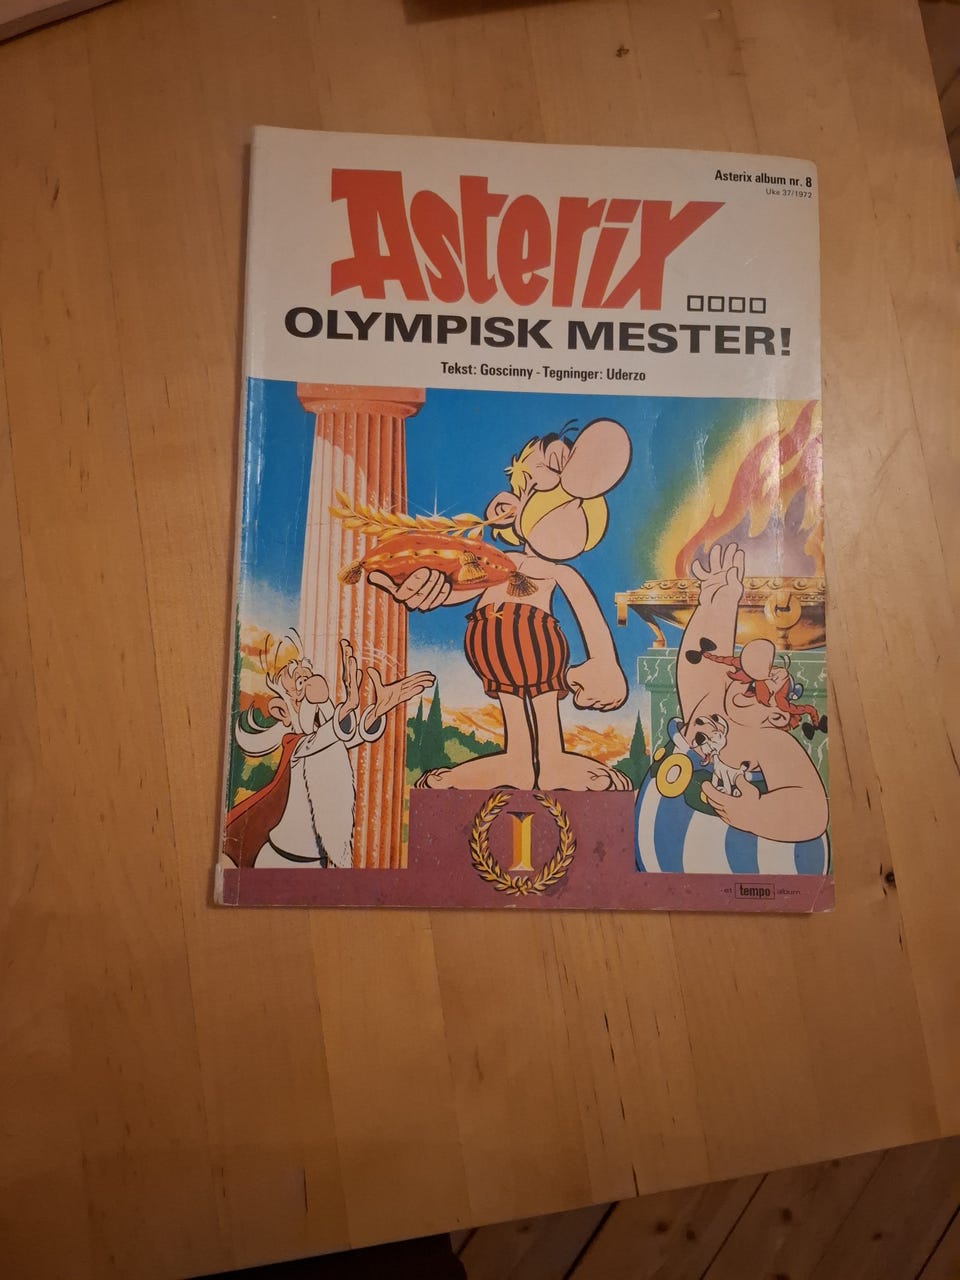 Asterix album nr. 8
Uke 37/1972
Asterix
OLYMPISK MESTER!
Tekst: Goscinny - Tegninger: Uderzo
I
et tempo album